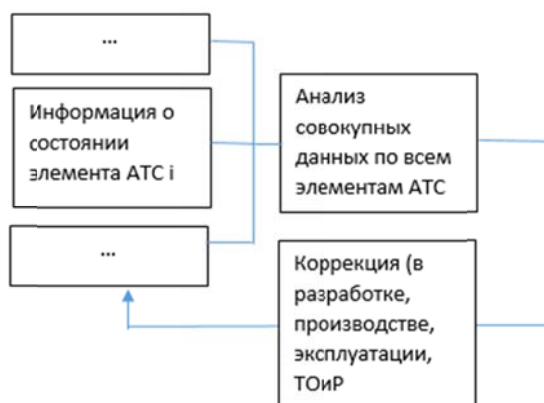 ...
Информация о
состоянии
элемента АТС i
...
Анализ
совокупных
данных по всем
элементам АТС
Коррекция (в
разработке,
производстве,
эксплуатации,
ТОиР